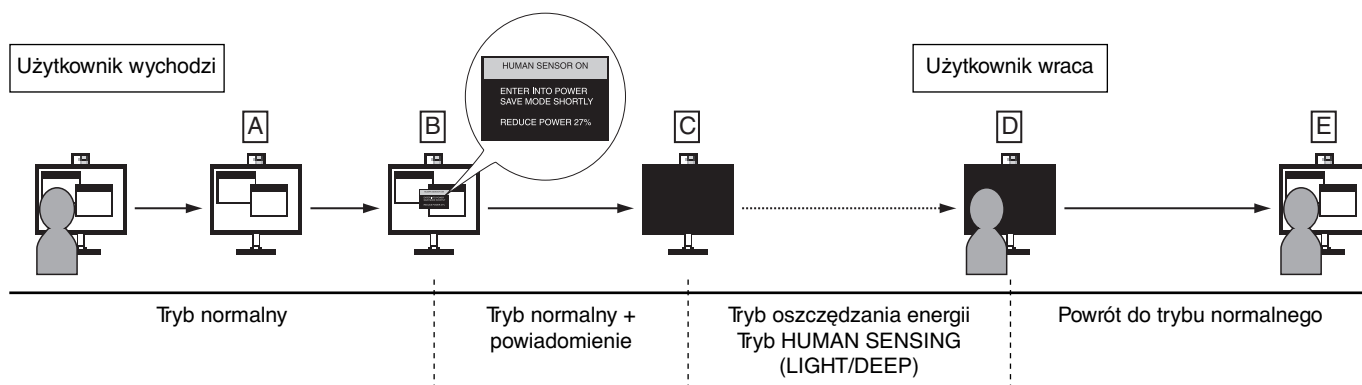 Użytkownik wychodzi
HUMAN SENSOR ON
ENTER INTO POWER
SAVE MODE SHORTLY
REDUCE POWER 27%
Użytkownik wraca
A
B
C
D
E
Tryb normalny
Tryb normalny +
powiadomienie
Tryb oszczędzania energii
Tryb HUMAN SENSING
(LIGHT/DEEP)
Powrót do trybu normalnego